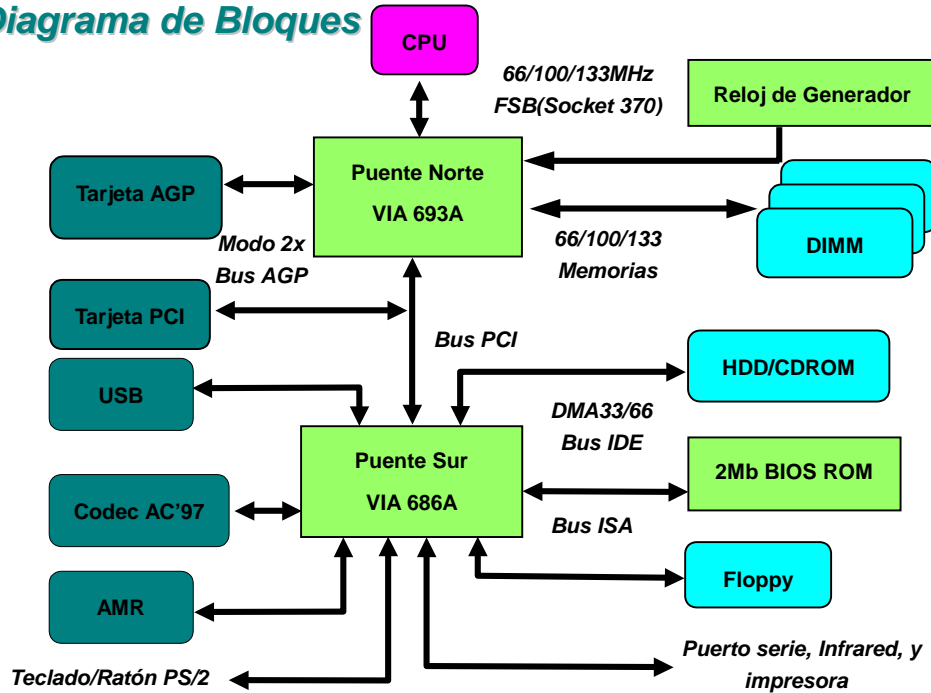 Diagrama de Bloques
CPU
66/100/133MHz
FSB(Socket 370)
Reloj de Generador
Puente Norte
VIA 693A
Tarjeta AGP
Modo 2x
Bus AGP
66/100/133
Memorias
DIMM
Tarjeta PCI
Bus PCI
HDD/CDROM
USB
DMA33/66
Bus IDE
Puente Sur
VIA 686A
2Mb BIOS ROM
Codec AC’97
Bus ISA
Floppy
AMR
Teclado/Ratón PS/2
Puerto serie, Infrared, y
impresora